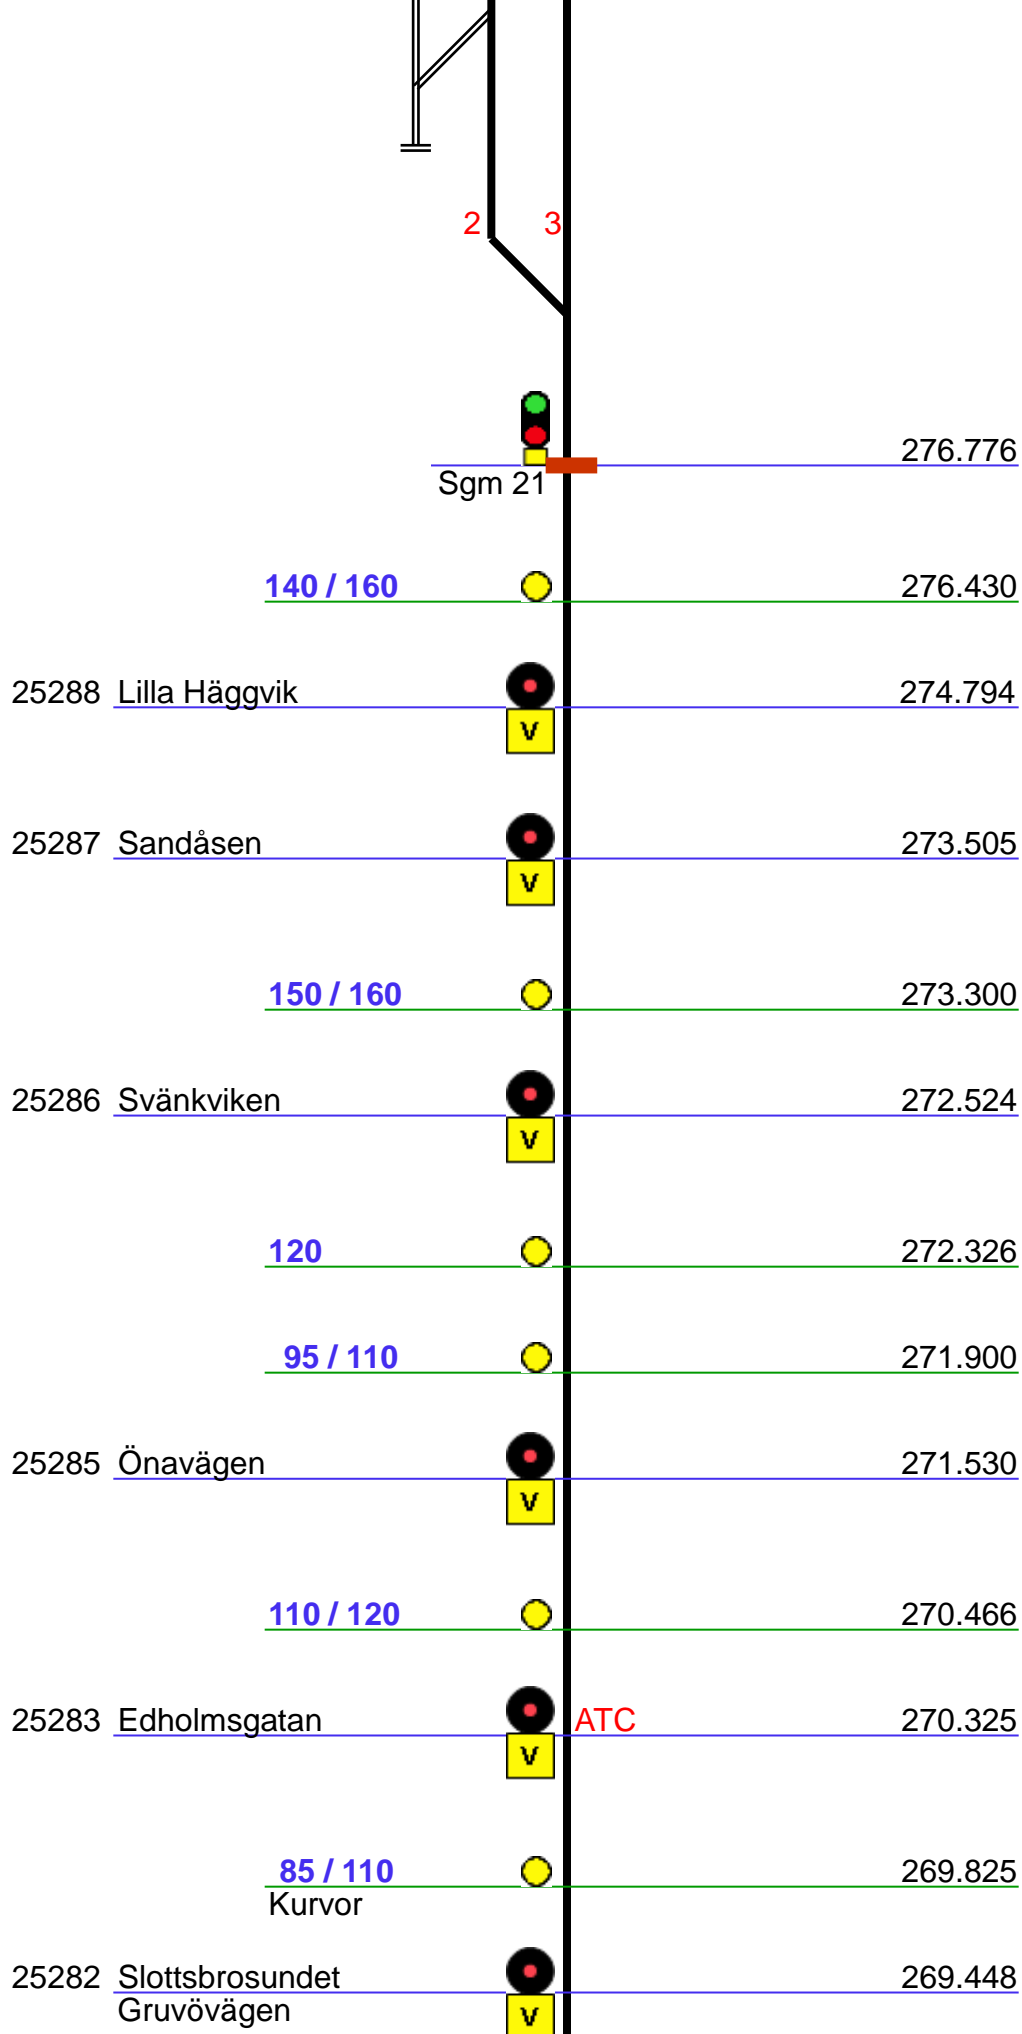 2 3
276.776
Sgm 21
140 / 160 276.430
25288 Lilla Häggvik 274.794
V
25287 Sandåsen 273.505
V
150 / 160 273.300
25286 Svänkviken 272.524
V
120 272.326
95 / 110 271.900
25285 Önavägen 271.530
V
110 / 120 270.466
25283 Edholmsgatan ATC 270.325
V
85 / 110 269.825
Kurvor
25282 Slottsbrosundet 269.448
Gruvövägen V